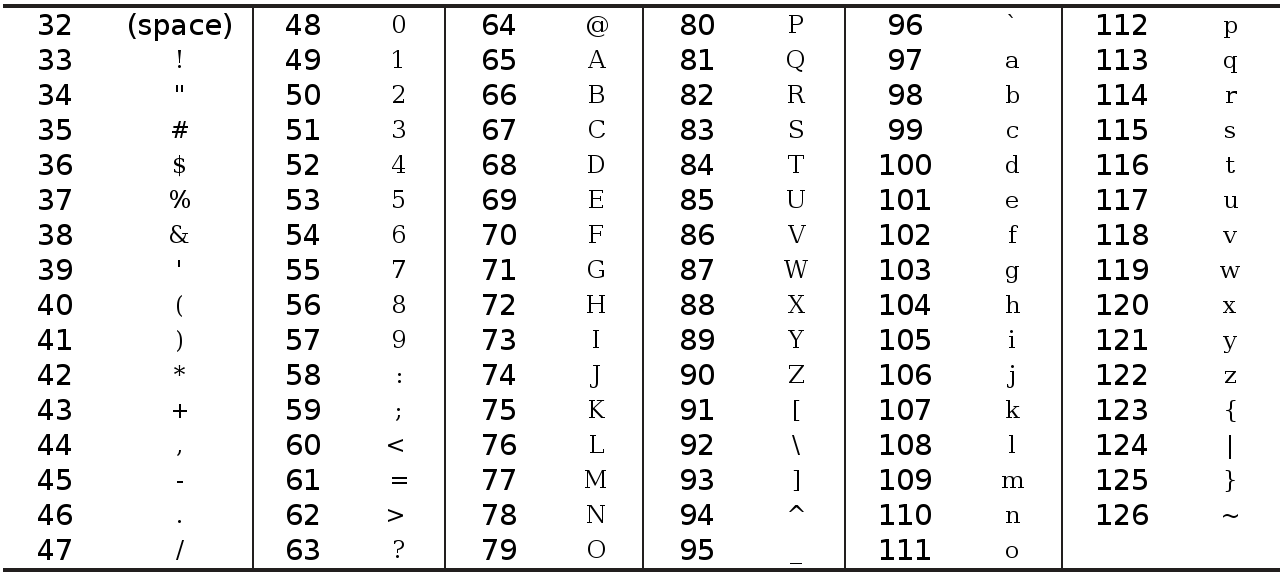 32 (space) 48 0 64 @ 80 P 96 ` 112 p
33 ! 49 1 65 A 81 Q 97 a 113 q
34 " 50 2 66 B 82 R 98 b 114 r
35 # 51 3 67 C 83 S 99 c 115 s
36 $ 52 4 68 D 84 T 100 d 116 t
37 % 53 5 69 E 85 U 101 e 117 u
38 & 54 6 70 F 86 V 102 f 118 v
39 ' 55 7 71 G 87 W 103 g 119 w
40 ( 56 8 72 H 88 X 104 h 120 x
41 ) 57 9 73 I 89 Y 105 i 121 y
42 * 58 : 74 J 90 Z 106 j 122 z
43 + 59 ; 75 K 91 [ 107 k 123 {
44 , 60 < 76 L 92 \ 108 l 124 |
45 - 61 = 77 M 93 ] 109 m 125 }
46 . 62 > 78 N 94 ^ 110 n 126 ~
47 / 63 ? 79 O 95 _ 111 o